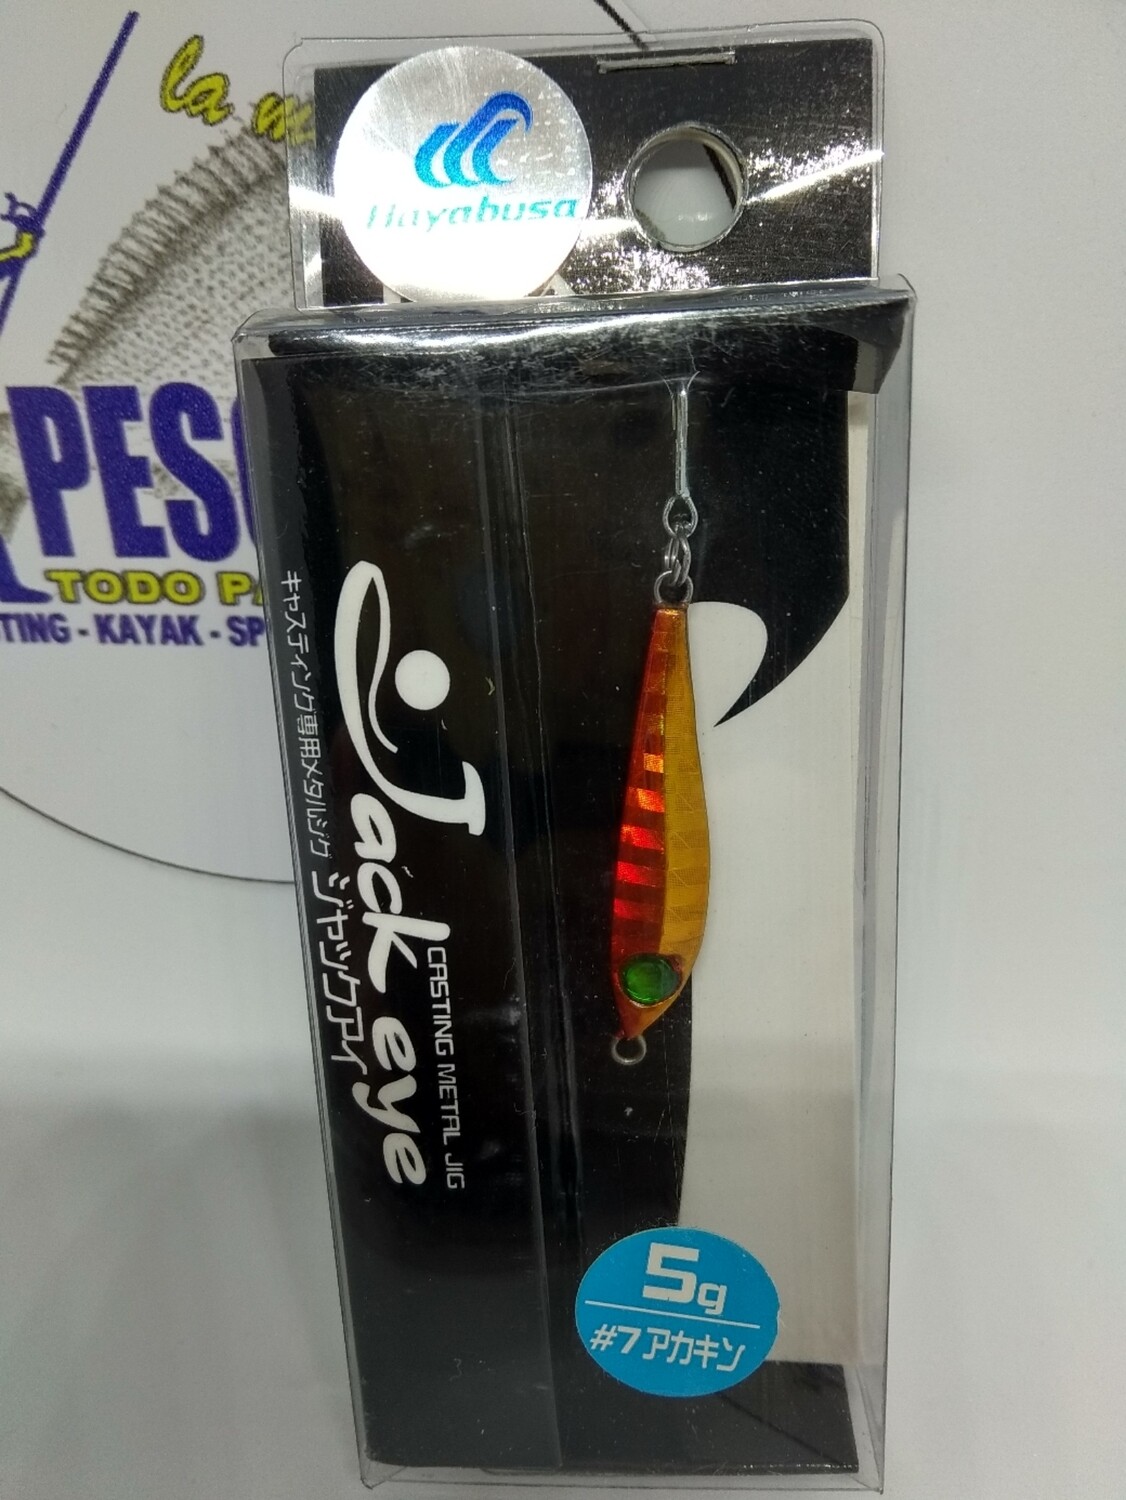 la m
Hayabusa
PESC
TODO PA
TING - KAYAK - SP
Jack eye
CASTING METAL JIG
キャスティング専用メタルジグ ジャックアイ
5g
#7 アカキン